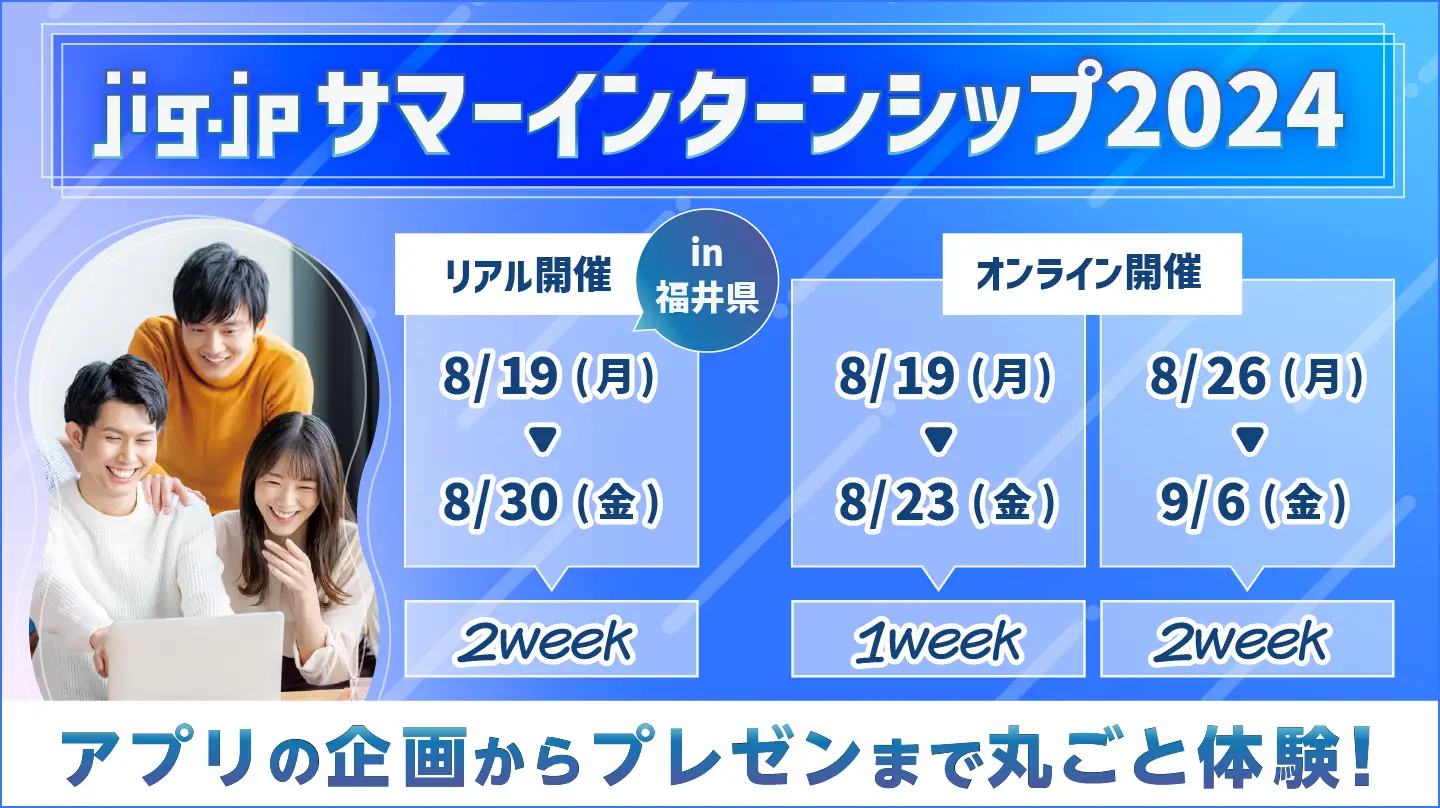 jig.jp サマーインターンシップ2024
リアル開催
in
福井県
8/19 (月)
▼
8/30 (金)
2week
オンライン開催
8/19 (月)
▼
8/23 (金)
1week
8/26 (月)
▼
9/6 (金)
2week
アプリの企画からプレゼンまで丸ごと体験!